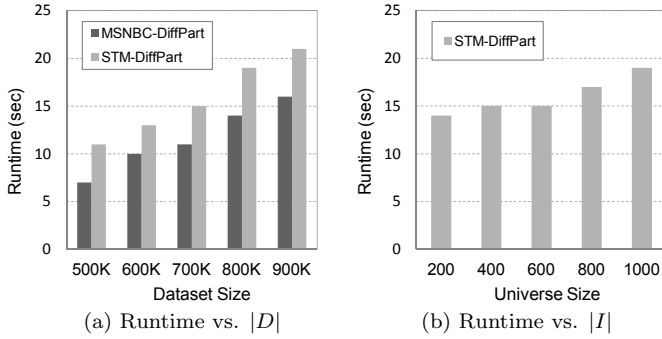 MSNBC-DiffPart
STM-DiffPart
Runtime (sec)
25
20
15
10
5
0
500K 600K 700K 800K 900K
Dataset Size
(a) Runtime vs. |D|
STM-DiffPart
Runtime (sec)
25
20
15
10
5
0
200 400 600 800 1000
Universe Size
(b) Runtime vs. |I|